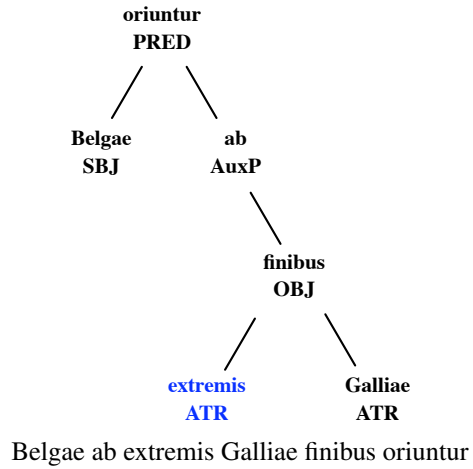 oriuntur
PRED
Belgae
SBJ
ab
AuxP
finibus
OBJ
extremis
ATR
Galliae
ATR
Belgae ab extremis Galliae finibus oriuntur